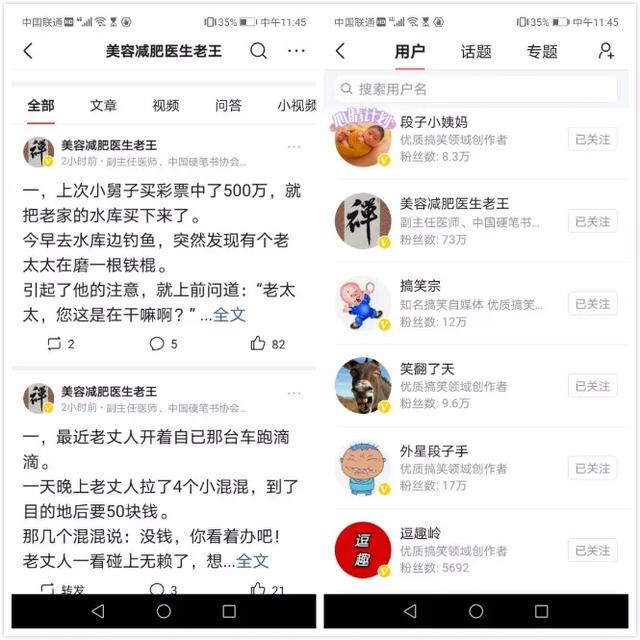 中国联通HD 4G 35% 中午11:45
美容减肥医生老王
全部 文章 视频 问答 小视频
美容减肥医生老王
2小时前·副主任医师、中国硬笔书协会...
一，上次小舅子买彩票中了500万，就
把老家的水库买下来了。
今早去水库边钓鱼，突然发现有个老
太太在磨一根铁棍。
引起了他的注意，就上前问道：“老太
太，您这是在干嘛啊？” ...全文
2 5 82
美容减肥医生老王
2小时前·副主任医师、中国硬笔书协会...
一，最近老丈人开着自已那台车跑滴
滴。
一天晚上老丈人拉了4个小混混，到了
目的地后要50块钱。
那几个混混说：没钱，你看着办吧！
老丈人一看碰上无赖了，想...全文
转发 3 21
中国联通HD 4G 35% 中午11:45
用户 话题 专题
搜索用户名
心晴计划
段子小姨妈
优质搞笑领域创作者
粉丝数: 8.3万
已关注
禅
美容减肥医生老王
副主任医师、中国硬笔书...
粉丝数: 73万
已关注
搞笑宗
知名搞笑自媒体 优质搞笑...
粉丝数: 12万
已关注
笑翻了天
优质搞笑领域创作者
粉丝数: 9.6万
已关注
外星段子手
优质搞笑领域创作者
粉丝数: 17万
已关注
逗趣
逗趣岭
优质搞笑领域创作者
粉丝数: 5692
已关注